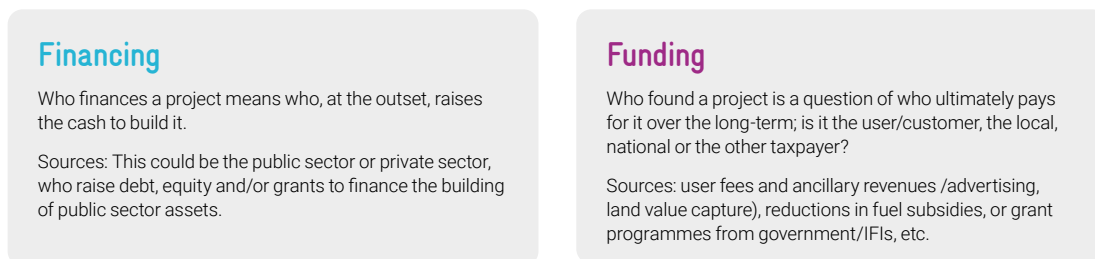 Financing
Who finances a project means who, at the outset, raises
the cash to build it.
Sources: This could be the public sector or private sector,
who raise debt, equity and/or grants to finance the building
of public sector assets.
Funding
Who found a project is a question of who ultimately pays
for it over the long-term; is it the user/customer, the local,
national or the other taxpayer?
Sources: user fees and ancillary revenues /advertising,
land value capture), reductions in fuel subsidies, or grant
programmes from government/IFIs, etc.